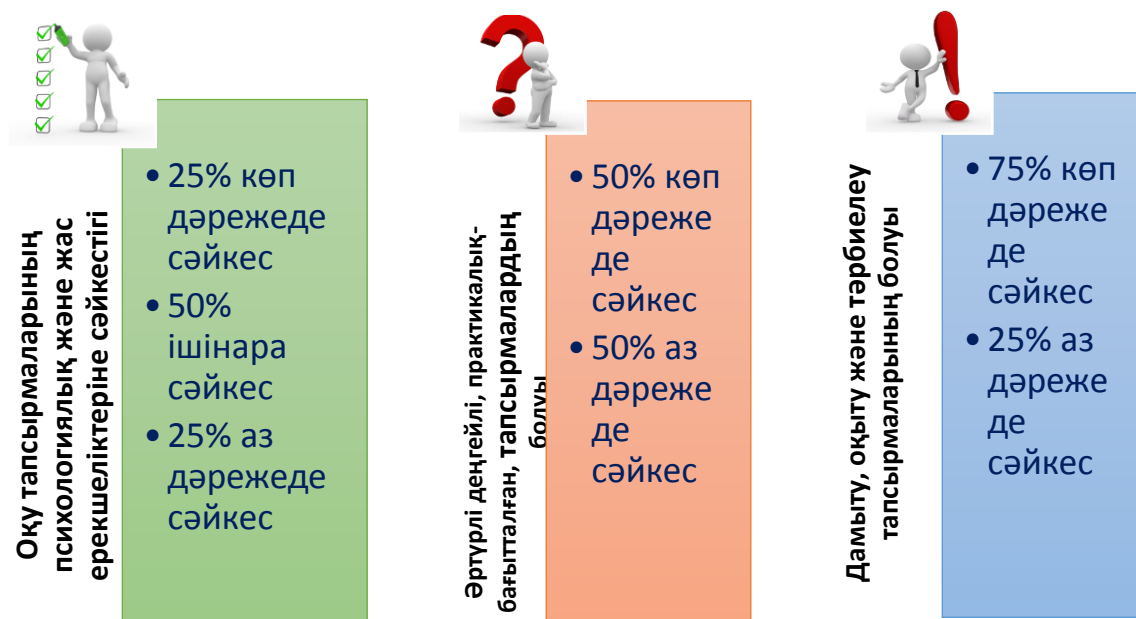 Оқу тапсырмаларының
психологиялық және жас
ерекшеліктеріне сәйкестігі
• 25% көп
дәрежеде
сәйкес
• 50%
ішінара
сәйкес
• 25% аз
дәрежеде
сәйкес
Әртүрлі деңгейлі, практикалық-
бағытталған, тапсырмалардың
болуы
• 50% көп
дәреже
де
сәйкес
• 50% аз
дәреже
де
сәйкес
Дамыту, оқыту және тәрбиелеу
тапсырмаларының болуы
• 75% көп
дәреже
де
сәйкес
• 25% аз
дәреже
де
сәйкес